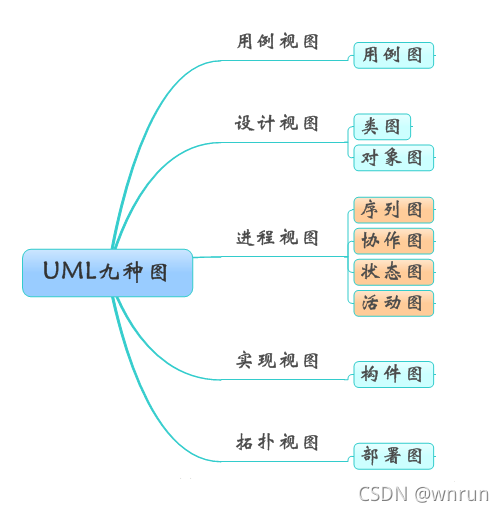 用例视图
用例图
设计视图
类图
对象图
进程视图
序列图
协作图
状态图
活动图
UML九种图
实现视图
构件图
拓扑视图
部署图
CSDN @wnrun